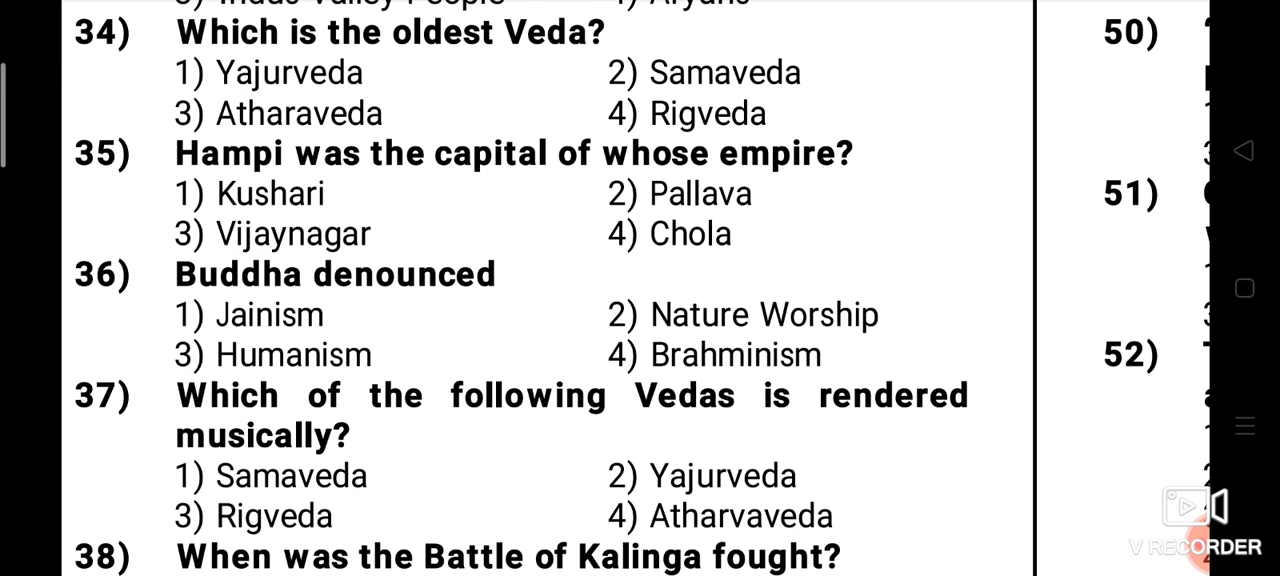 34) Which is the oldest Veda?
1) Yajurveda 2) Samaveda
3) Atharaveda 4) Rigveda
35) Hampi was the capital of whose empire?
1) Kushari 2) Pallava
3) Vijaynagar 4) Chola
36) Buddha denounced
1) Jainism 2) Nature Worship
3) Humanism 4) Brahminism
37) Which of the following Vedas is rendered
musically?
1) Samaveda 2) Yajurveda
3) Rigveda 4) Atharvaveda
38) When was the Battle of Kalinga fought?
50)
51)
52)
V RECORDER